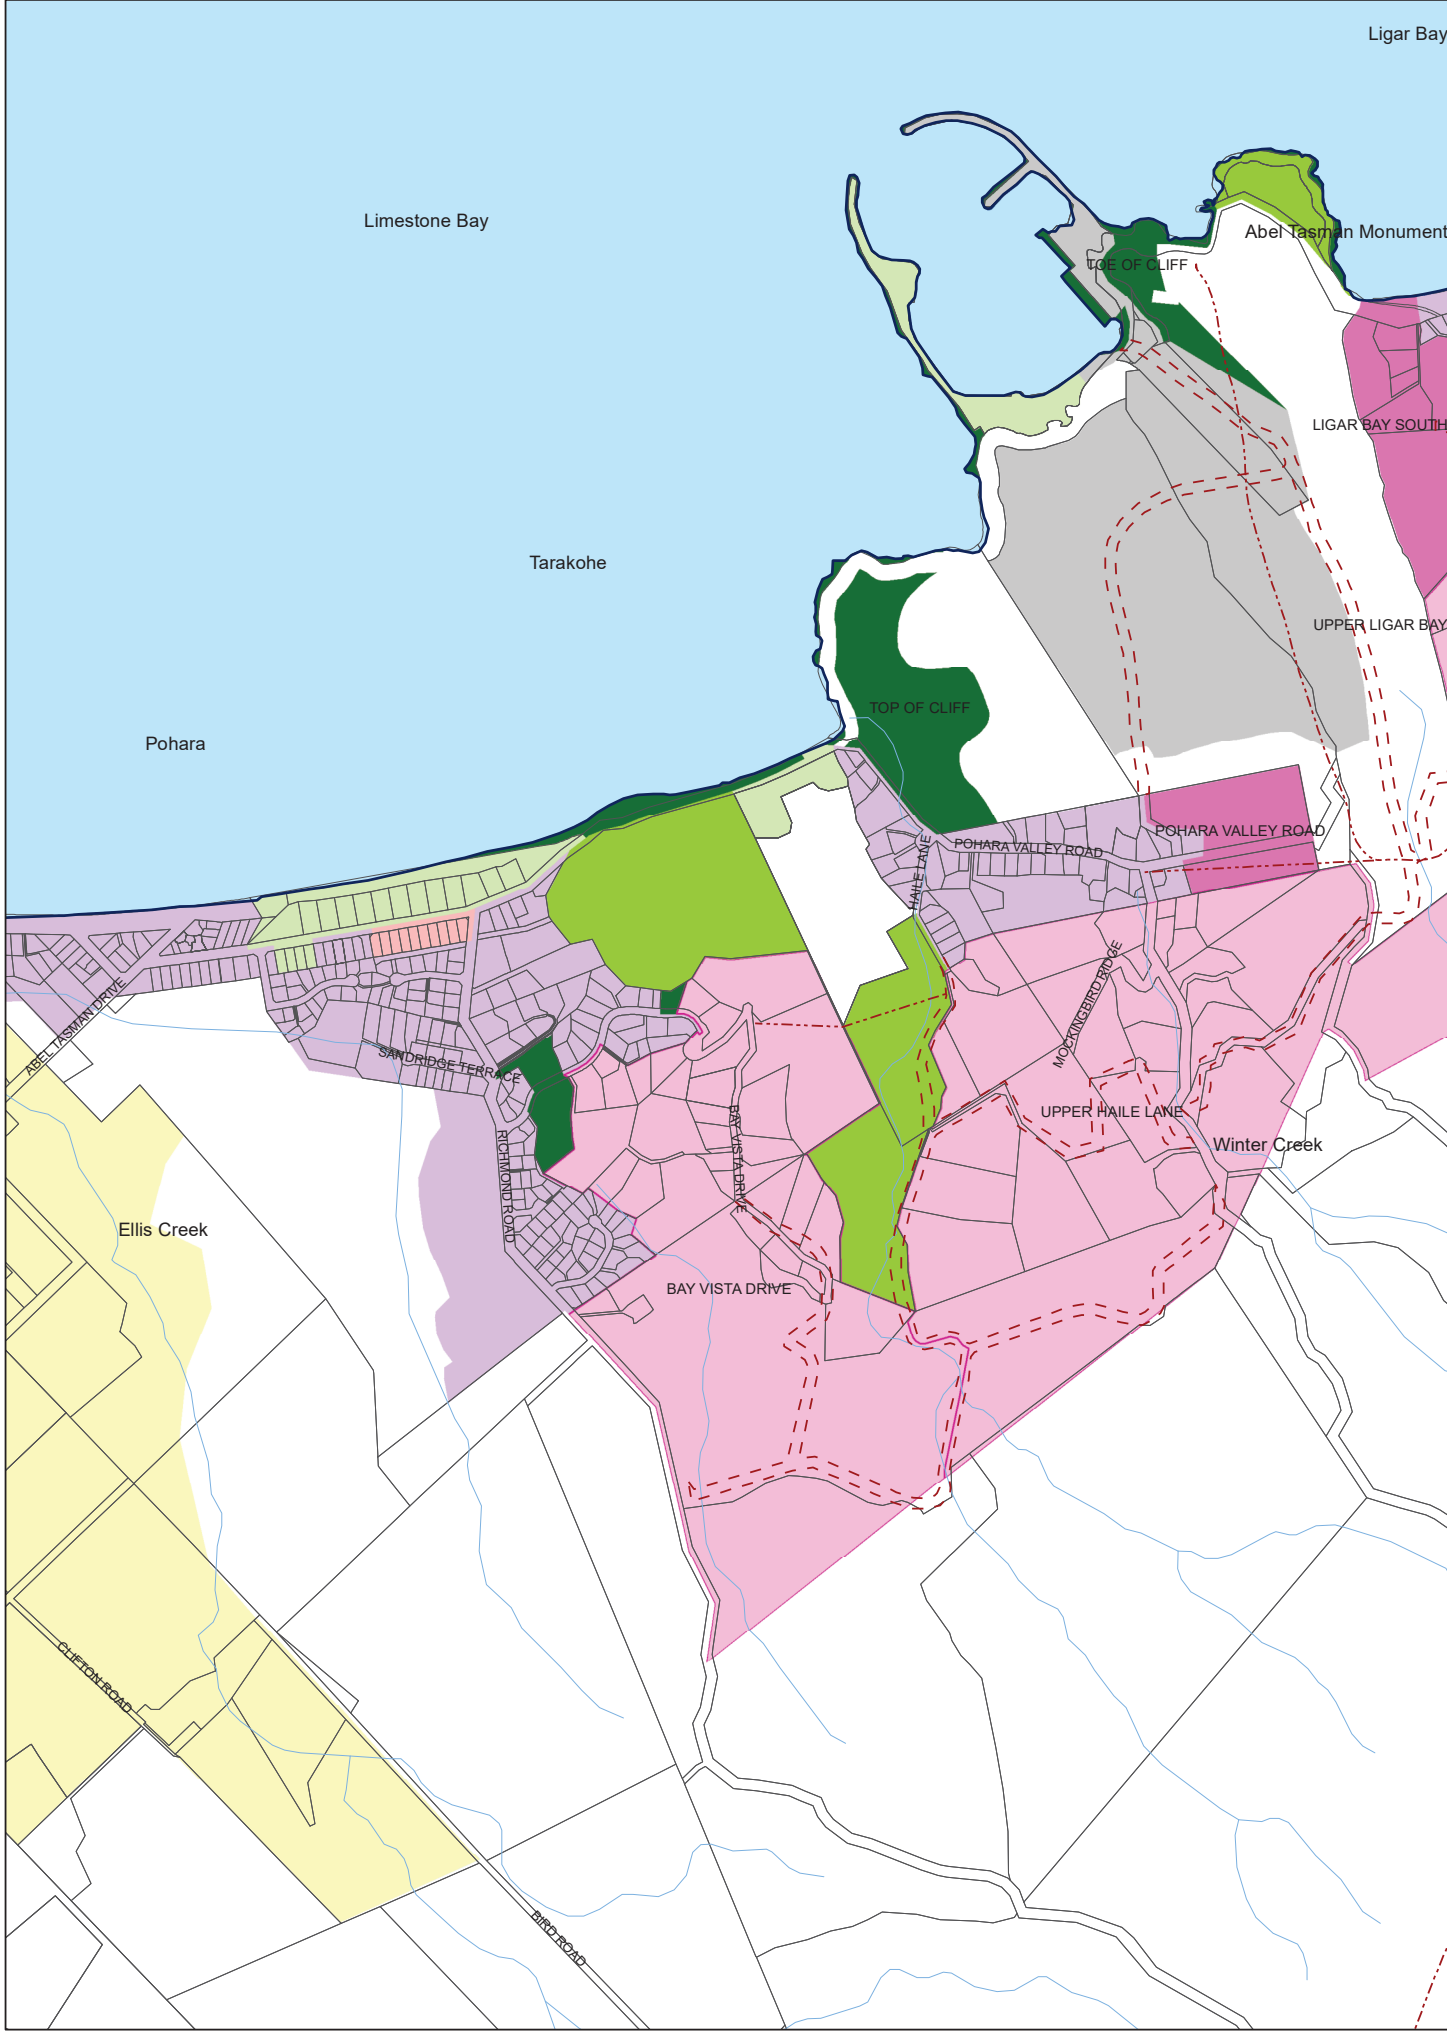 Ligar Bay
Limestone Bay
Abel Tasman Monument
TOE OF CLIFF
LIGAR BAY SOUTH
Tarakohe
UPPER LIGAR BAY
TOP OF CLIFF
Pohara
POHARA VALLEY ROAD
POHARA VALLEY ROAD
HAILE LANE
ABEL TASMAN DRIVE
MOCKINGBIRD RIDGE
SANDRIDGE TERRACE
UPPER HAILE LANE
BAY VISTA DRIVE
RICHMOND ROAD
Winter Creek
Ellis Creek
BAY VISTA DRIVE
CLIFTON ROAD
BIRD ROAD